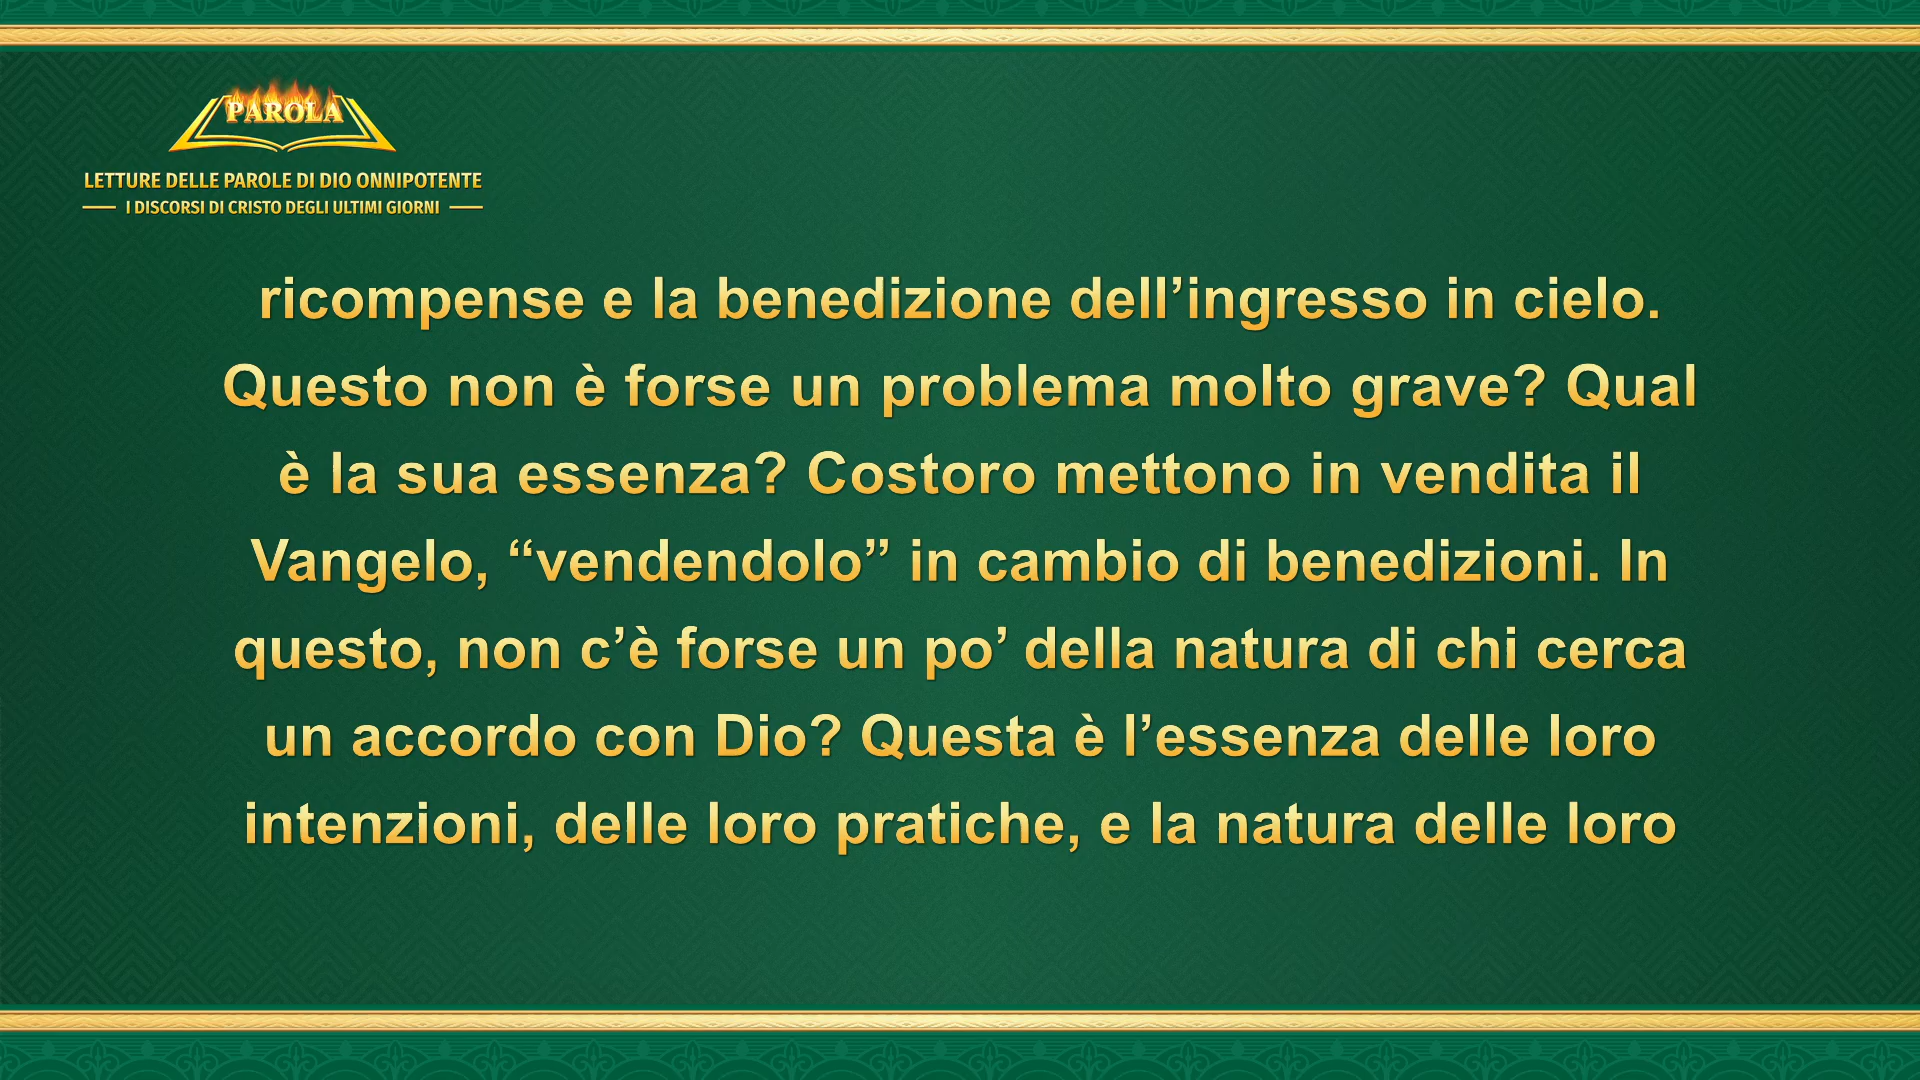 PAROLA
LETTURE DELLE PAROLE DI DIO ONNIPOTENTE
I DISCORSI DI CRISTO DEGLI ULTIMI GIORNI
ricompense e la benedizione dell’ingresso in cielo.
Questo non è forse un problema molto grave? Qual
è la sua essenza? Costoro mettono in vendita il
Vangelo, “vendendolo” in cambio di benedizioni. In
questo, non c’è forse un po’ della natura di chi cerca
un accordo con Dio? Questa è l’essenza delle loro
intenzioni, delle loro pratiche, e la natura delle loro